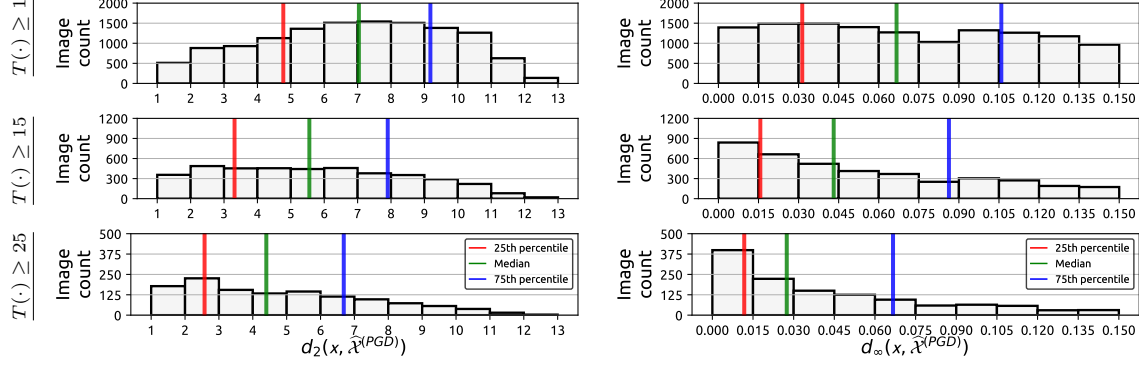 T(·) ≥ 1
Image count
2000
1500
1000
500
0
1 2 3 4 5 6 7 8 9 10 11 12 13
Image count
2000
1500
1000
500
0
0.000 0.015 0.030 0.045 0.060 0.075 0.090 0.105 0.120 0.135 0.150
T(·) ≥ 15
Image count
1200
900
600
300
0
1 2 3 4 5 6 7 8 9 10 11 12 13
Image count
1200
900
600
300
0
0.000 0.015 0.030 0.045 0.060 0.075 0.090 0.105 0.120 0.135 0.150
T(·) ≥ 25
Image count
500
375
250
125
0
25th percentile
Median
75th percentile
1 2 3 4 5 6 7 8 9 10 11 12 13
d₂(x, 𝒳̂^(PGD))
Image count
500
375
250
125
0
25th percentile
Median
75th percentile
0.000 0.015 0.030 0.045 0.060 0.075 0.090 0.105 0.120 0.135 0.150
d∞(x, 𝒳̂^(PGD))